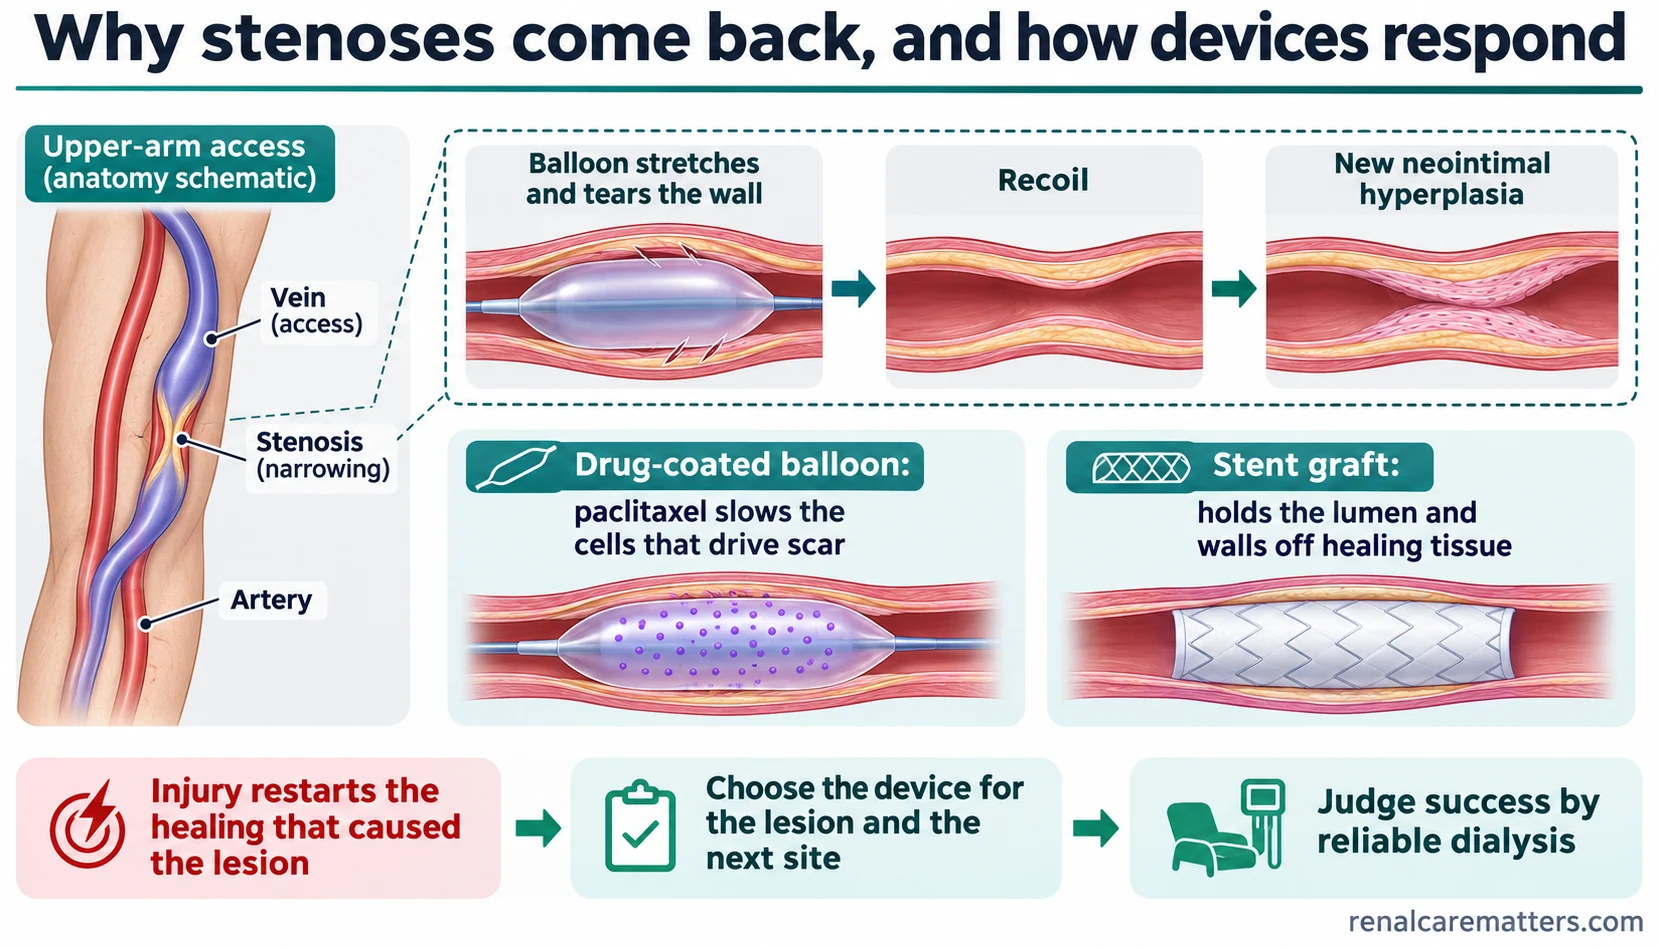 Why stenoses come back, and how devices respond
Upper-arm access
(anatomy schematic)
Vein
(access)
Stenosis
(narrowing)
Artery
Balloon stretches
and tears the wall
Recoil
New neointimal
hyperplasia
Drug-coated balloon:
paclitaxel slows the
cells that drive scar
Stent graft:
holds the lumen and
walls off healing tissue
Injury restarts the
healing that caused
the lesion
Choose the device for
the lesion and the
next site
Judge success by
reliable dialysis
renalcarematters.com